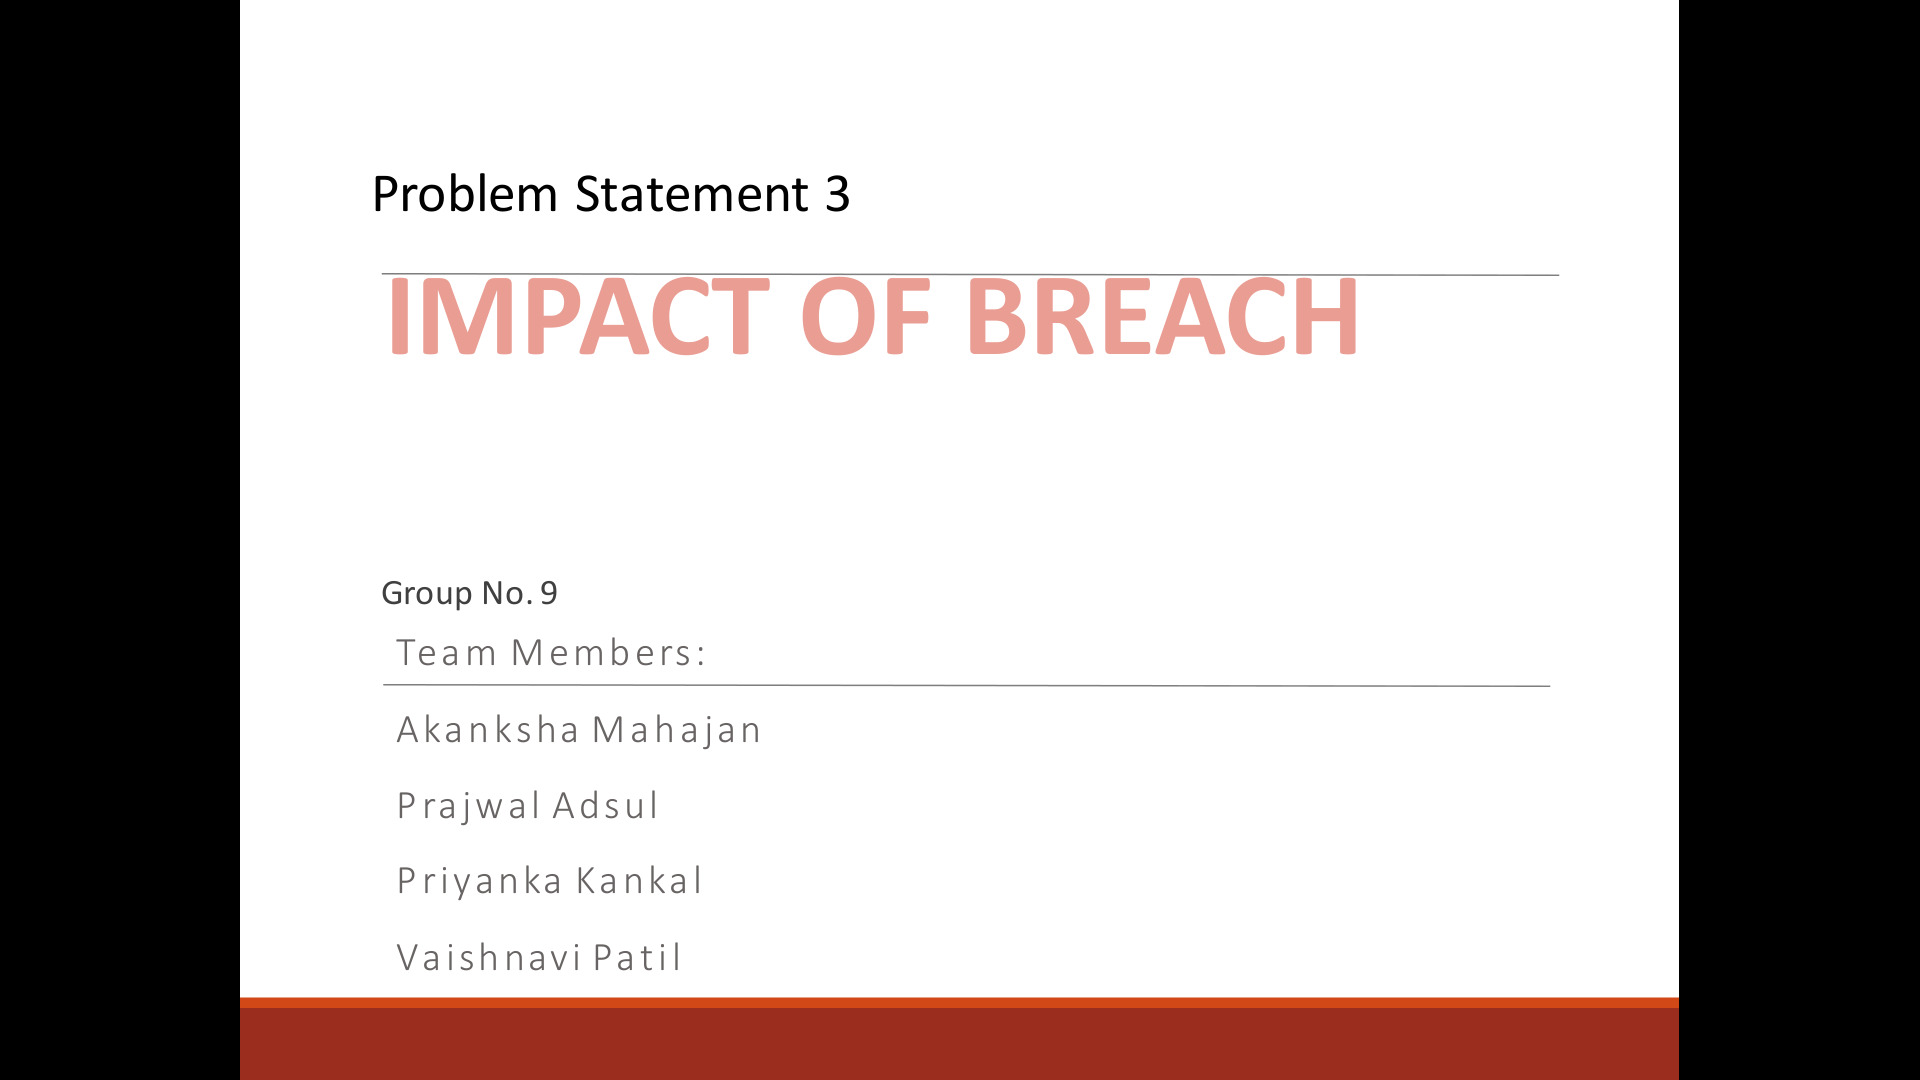 Problem Statement 3
IMPACT OF BREACH
Group No. 9
Team Members:
Akanksha Mahajan
Prajwal Adsul
Priyanka Kankal
Vaishnavi Patil